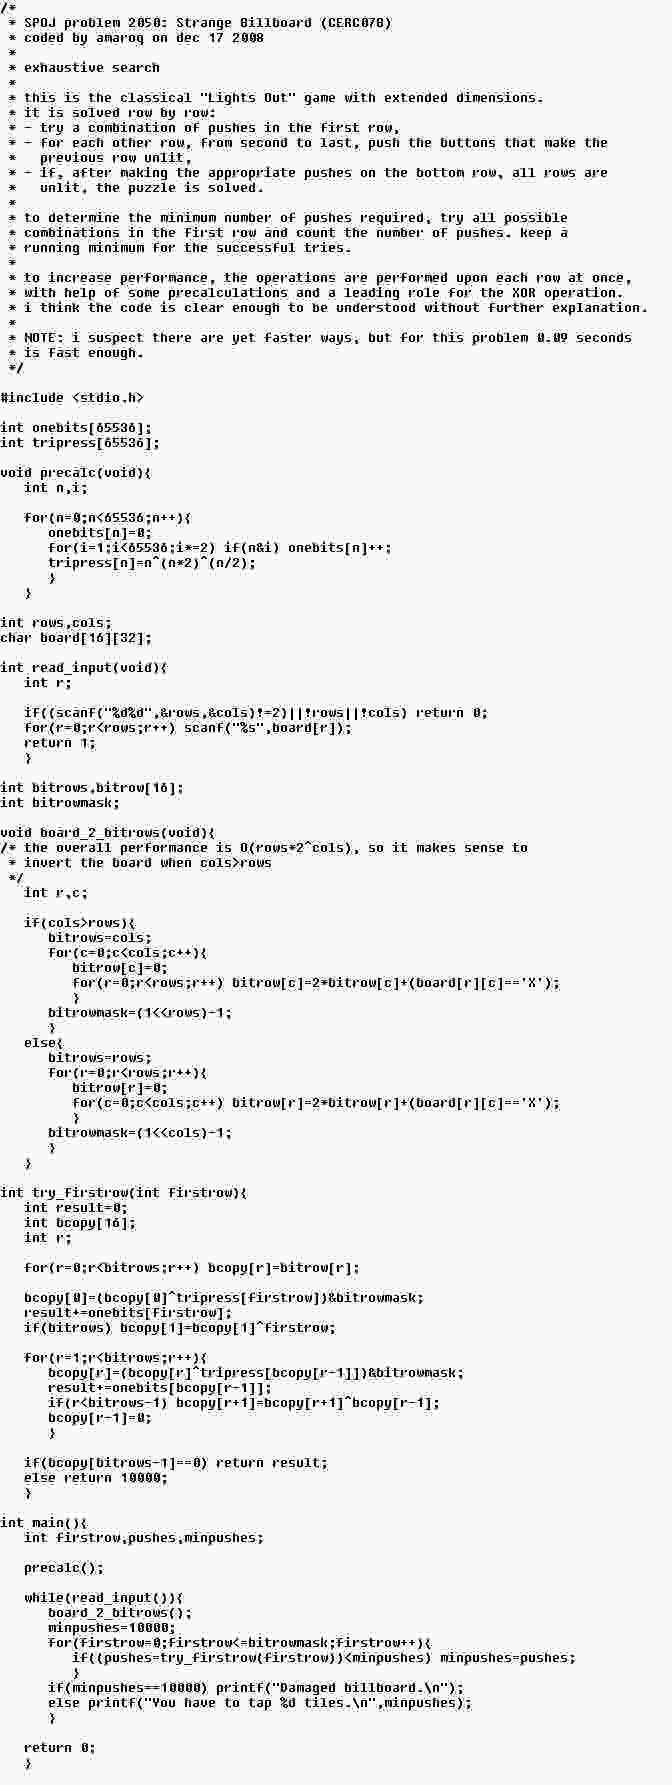 /*
 * SPOJ problem 2050: Strange Billboard (CERC07B)
 * coded by amaroq on dec 17 2008
 *
 * exhaustive search
 *
 * this is the classical "Lights Out" game with extended dimensions.
 * it is solved row by row:
 * - try a combination of pushes in the first row,
 * - for each other row, from second to last, push the buttons that make the
 *   previous row unlit,
 * - if, after making the appropriate pushes on the bottom row, all rows are
 *   unlit, the puzzle is solved.
 *
 * to determine the minimum number of pushes required, try all possible
 * combinations in the first row and count the number of pushes. keep a
 * running minimum for the successful tries.
 *
 * to increase performance, the operations are performed upon each row at once,
 * with help of some precalculations and a leading role for the XOR operation.
 * i think the code is clear enough to be understood without further explanation.
 *
 * NOTE: i suspect there are yet faster ways, but for this problem 0.09 seconds
 * is fast enough.
 */

#include <stdio.h>

int onebits[65536];
int tripress[65536];

void precalc(void){
   int n,i;

   for(n=0;n<65536;n++){
      onebits[n]=0;
      for(i=1;i<65536;i*=2) if(n&i) onebits[n]++;
      tripress[n]=n^(n*2)^(n/2);
      }
   }

int rows,cols;
char board[16][32];

int read_input(void){
   int r;

   if((scanf("%d%d",&rows,&cols)!=2)||!rows||!cols) return 0;
   for(r=0;r<rows;r++) scanf("%s",board[r]);
   return 1;
   }

int bitrows,bitrow[16];
int bitrowmask;

void board_2_bitrows(void){
/* the overall performance is O(rows*2^cols), so it makes sense to
 * invert the board when cols>rows
 */
   int r,c;

   if(cols>rows){
      bitrows=cols;
      for(c=0;c<cols;c++){
         bitrow[c]=0;
         for(r=0;r<rows;r++) bitrow[c]=2*bitrow[c]+(board[r][c]=='X');
         }
      bitrowmask=(1<<rows)-1;
      }
   else{
      bitrows=rows;
      for(r=0;r<rows;r++){
         bitrow[r]=0;
         for(c=0;c<cols;c++) bitrow[r]=2*bitrow[r]+(board[r][c]=='X');
         }
      bitrowmask=(1<<cols)-1;
      }
   }

int try_firstrow(int firstrow){
   int result=0;
   int bcopy[16];
   int r;

   for(r=0;r<bitrows;r++) bcopy[r]=bitrow[r];

   bcopy[0]=(bcopy[0]^tripress[firstrow])&bitrowmask;
   result+=onebits[firstrow];
   if(bitrows) bcopy[1]=bcopy[1]^firstrow;

   for(r=1;r<bitrows;r++){
      bcopy[r]=(bcopy[r]^tripress[bcopy[r-1]])&bitrowmask;
      result+=onebits[bcopy[r-1]];
      if(r<bitrows-1) bcopy[r+1]=bcopy[r+1]^bcopy[r-1];
      bcopy[r-1]=0;
      }

   if(bcopy[bitrows-1]==0) return result;
   else return 10000;
   }

int main(){
   int firstrow,pushes,minpushes;

   precalc();

   while(read_input()){
      board_2_bitrows();
      minpushes=10000;
      for(firstrow=0;firstrow<=bitrowmask;firstrow++){
         if((pushes=try_firstrow(firstrow))<minpushes) minpushes=pushes;
         }
      if(minpushes==10000) printf("Damaged billboard.\n");
      else printf("You have to tap %d tiles.\n",minpushes);
      }

   return 0;
   }